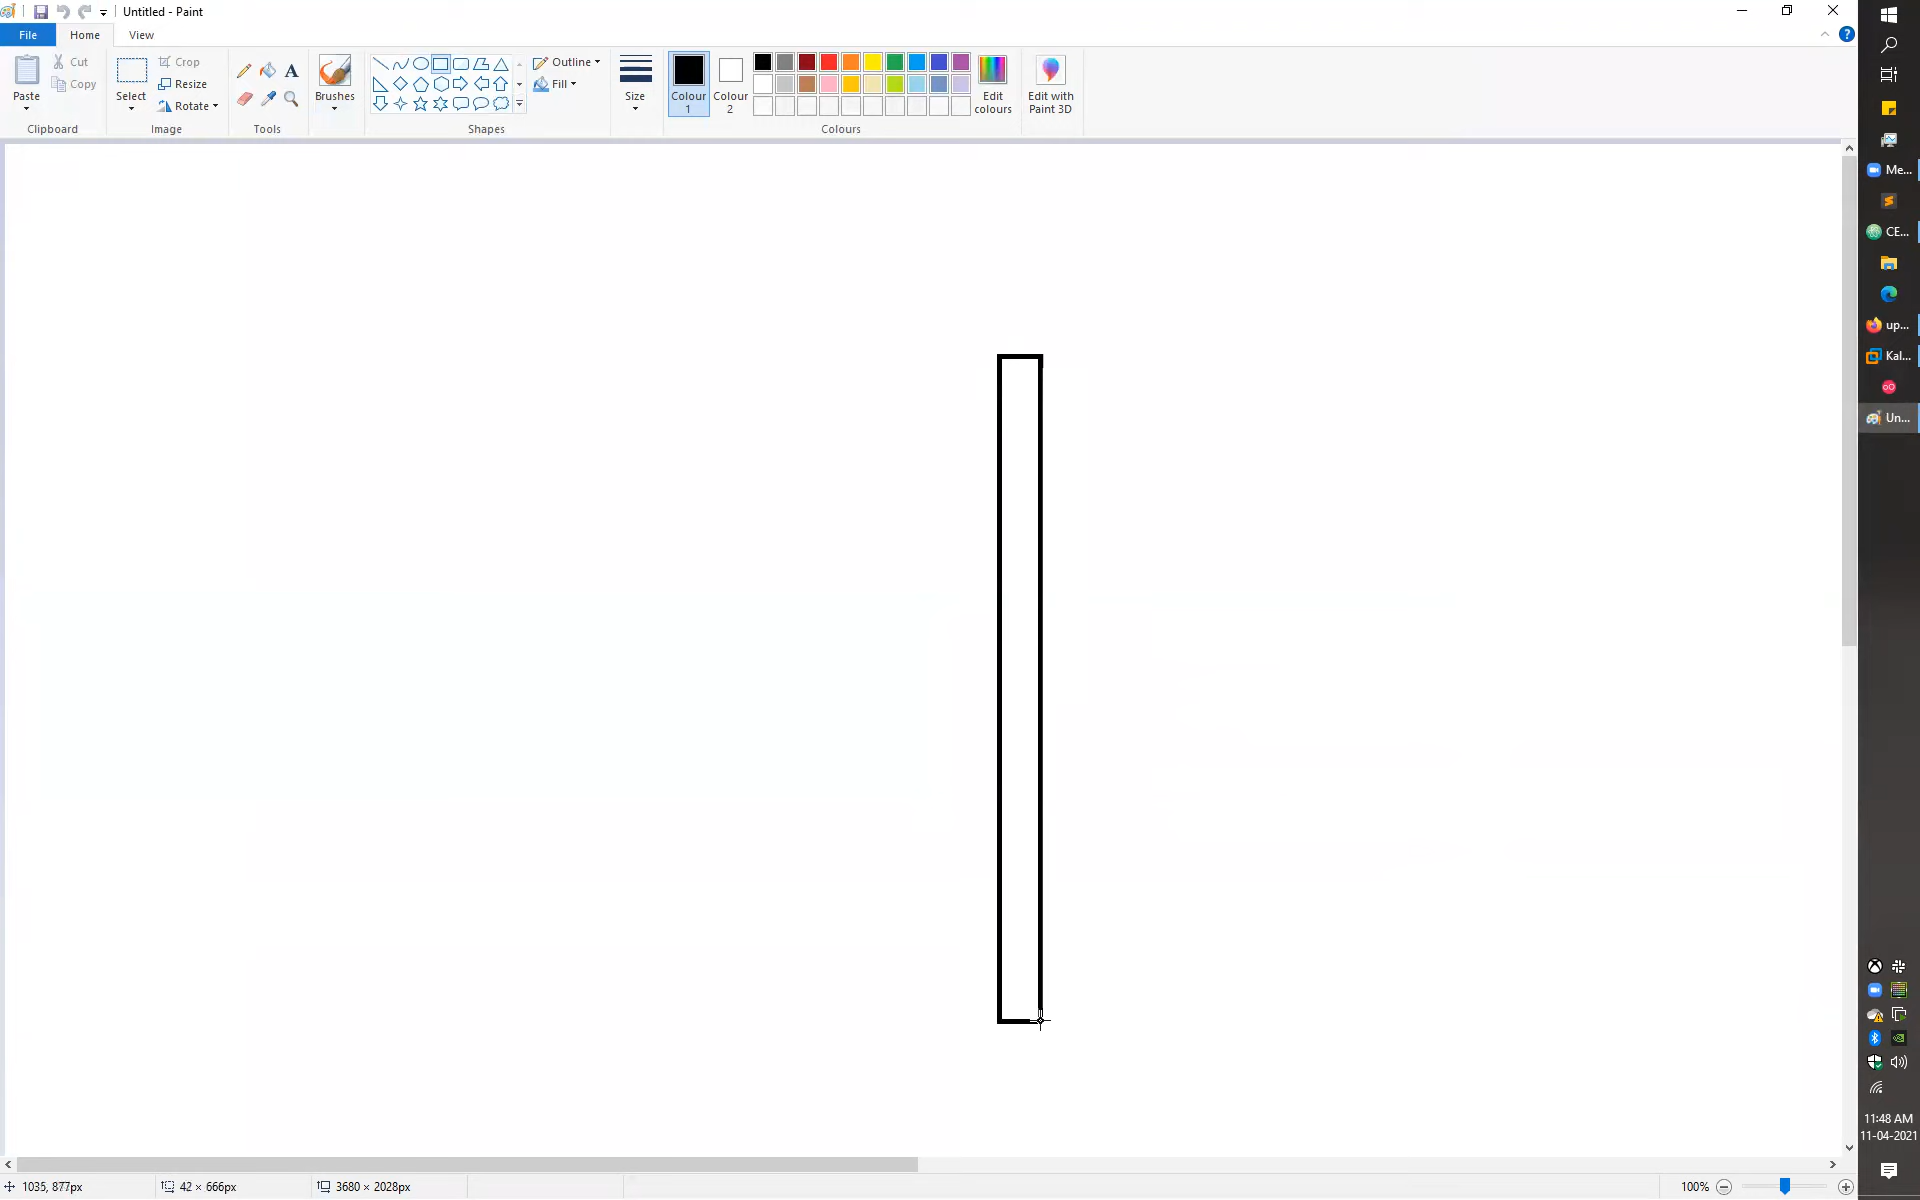 Untitled - Paint
File
Home
View
Paste
Cut
Copy
Clipboard
Select
Crop
Resize
Rotate
Image
A
Tools
Brushes
Shapes
Outline
Fill
Size
Colour
1
Colour
2
Edit
colours
Colours
Edit with
Paint 3D
?
Me...
CE...
up...
Kal...
Un...
11:48 AM
11-04-2021
1035, 877px
42 × 666px
3680 × 2028px
100%